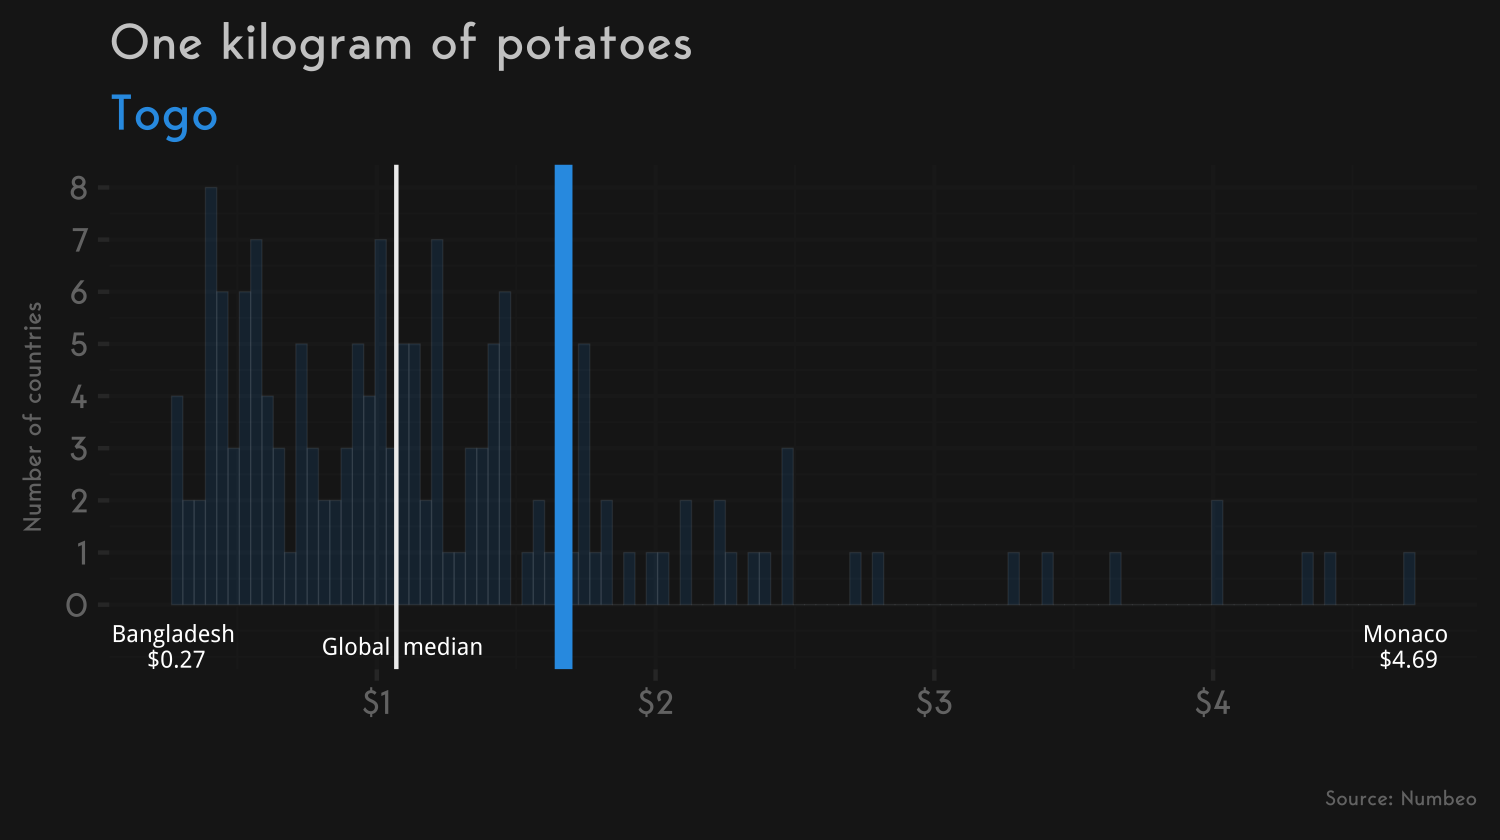 One kilogram of potatoes
Togo
Number of countries
8
7
6
5
4
3
2
1
0
Bangladesh
$0.27
Global median
Monaco
$4.69
$1 $2 $3 $4
Source: Numbeo